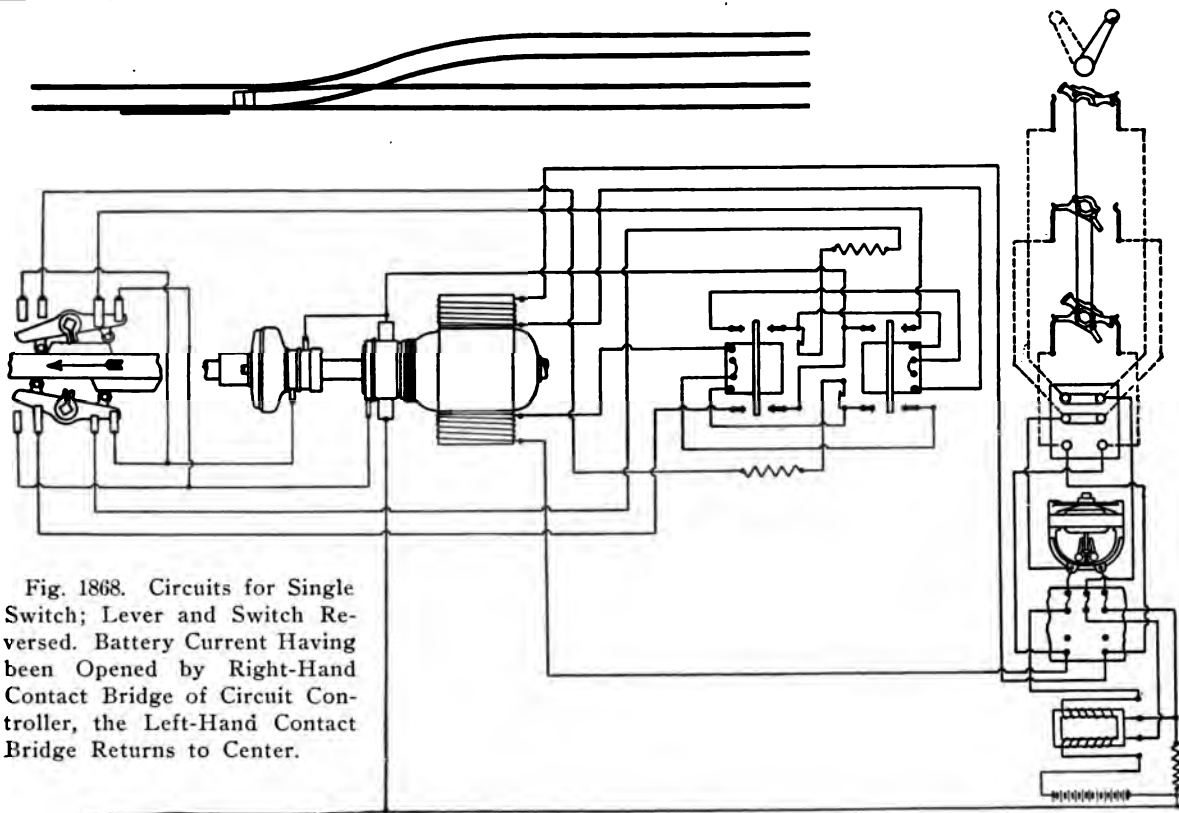 Fig. 1868. Circuits for Single
Switch; Lever and Switch Re-
versed. Battery Current Having
been Opened by Right-Hand
Contact Bridge of Circuit Con-
troller, the Left-Hand Contact
Bridge Returns to Center.